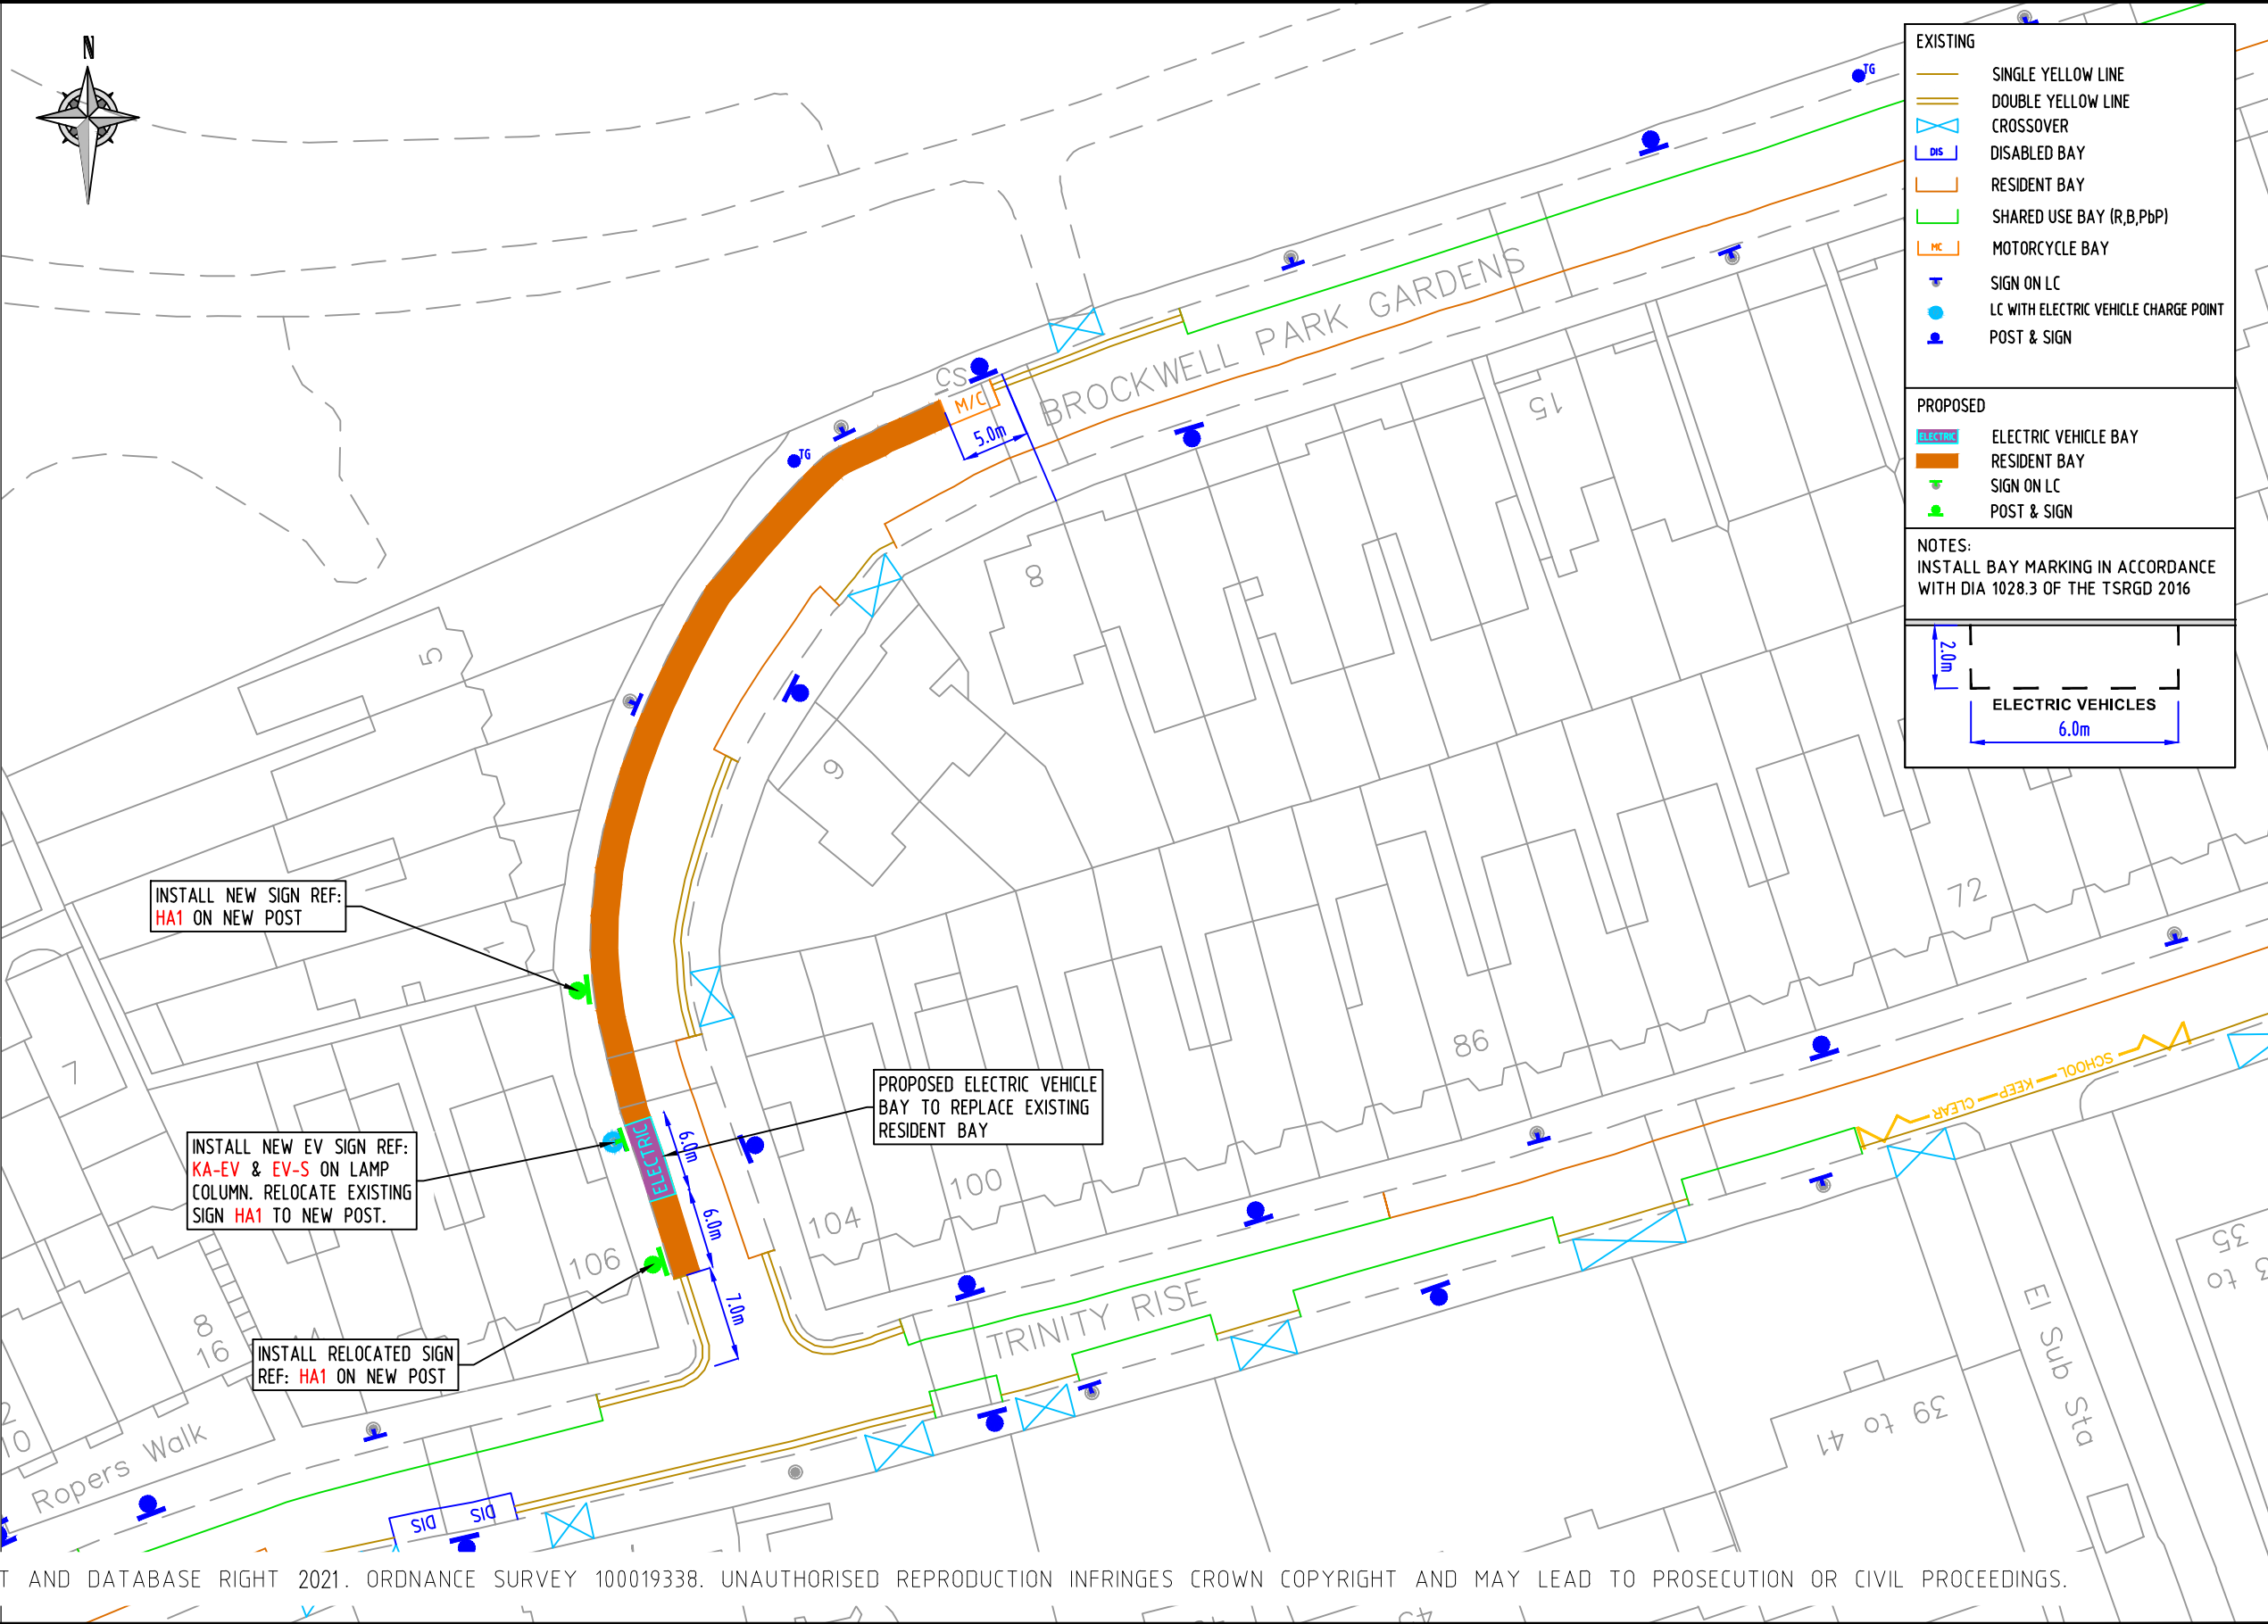 N
EXISTING
SINGLE YELLOW LINE
DOUBLE YELLOW LINE
CROSSOVER
DIS
DISABLED BAY
RESIDENT BAY
SHARED USE BAY (R,B,PbP)
MC
MOTORCYCLE BAY
SIGN ON LC
LC WITH ELECTRIC VEHICLE CHARGE POINT
POST & SIGN
PROPOSED
ELECTRIC
ELECTRIC VEHICLE BAY
RESIDENT BAY
SIGN ON LC
POST & SIGN
NOTES:
INSTALL BAY MARKING IN ACCORDANCE
WITH DIA 1028.3 OF THE TSRGD 2016
2.0m
ELECTRIC VEHICLES
6.0m
TG
BROCKWELL PARK GARDENS
CS
M/C
5.0m
TG
15
8
5
9
72
7
86
INSTALL NEW SIGN REF:
HA1 ON NEW POST
SCHOOL KEEP CLEAR
PROPOSED ELECTRIC VEHICLE
BAY TO REPLACE EXISTING
RESIDENT BAY
INSTALL NEW EV SIGN REF:
KA-EV & EV-S ON LAMP
COLUMN. RELOCATE EXISTING
SIGN HA1 TO NEW POST.
ELECTRIC
6.0m
6.0m
7.0m
100
104
106
8
16
INSTALL RELOCATED SIGN
REF: HA1 ON NEW POST
TRINITY RISE
El Sub Sta
35
39 to 41
10
Ropers Walk
DIS DIS
T AND DATABASE RIGHT 2021. ORDNANCE SURVEY 100019338. UNAUTHORISED REPRODUCTION INFRINGES CROWN COPYRIGHT AND MAY LEAD TO PROSECUTION OR CIVIL PROCEEDINGS.